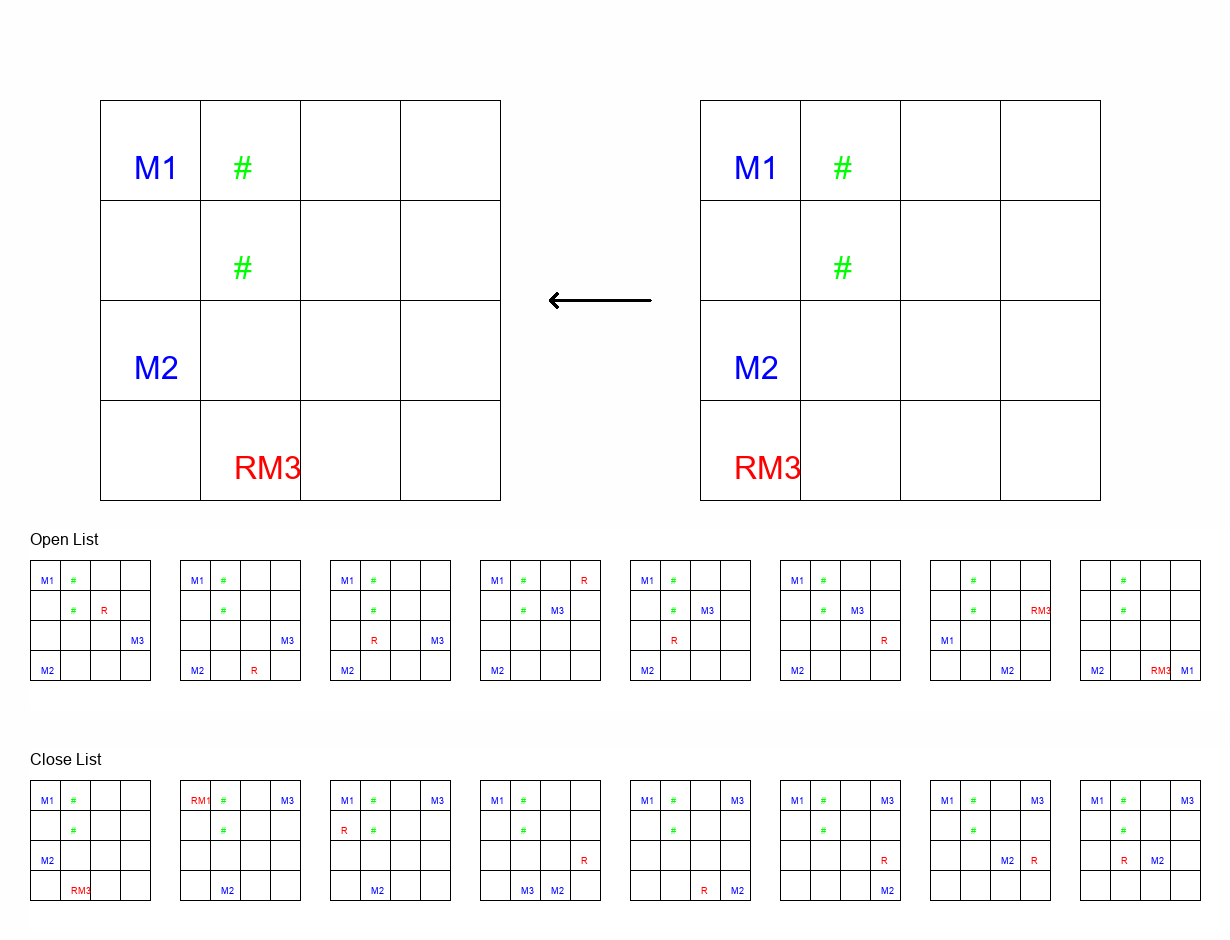 M1 # M1 #
# #
M2 M2
RM3 RM3
Open List
M1 # M1 # M1 # M1 # R M1 # M1 # # #
# R # # # M3 # M3 # M3 # RM3 #
M3 M3 R M3 R R M1
M2 M2 R M2 M2 M2 M2 M2 M2 RM3 M1
Close List
M1 # RM1 # M3 M1 # M3 M1 # M1 # M3 M1 # M3 M1 # M3 M1 # M3
# # R # # # # # #
M2 R R M2 R R M2
RM3 M2 M2 M3 M2 R M2 M2